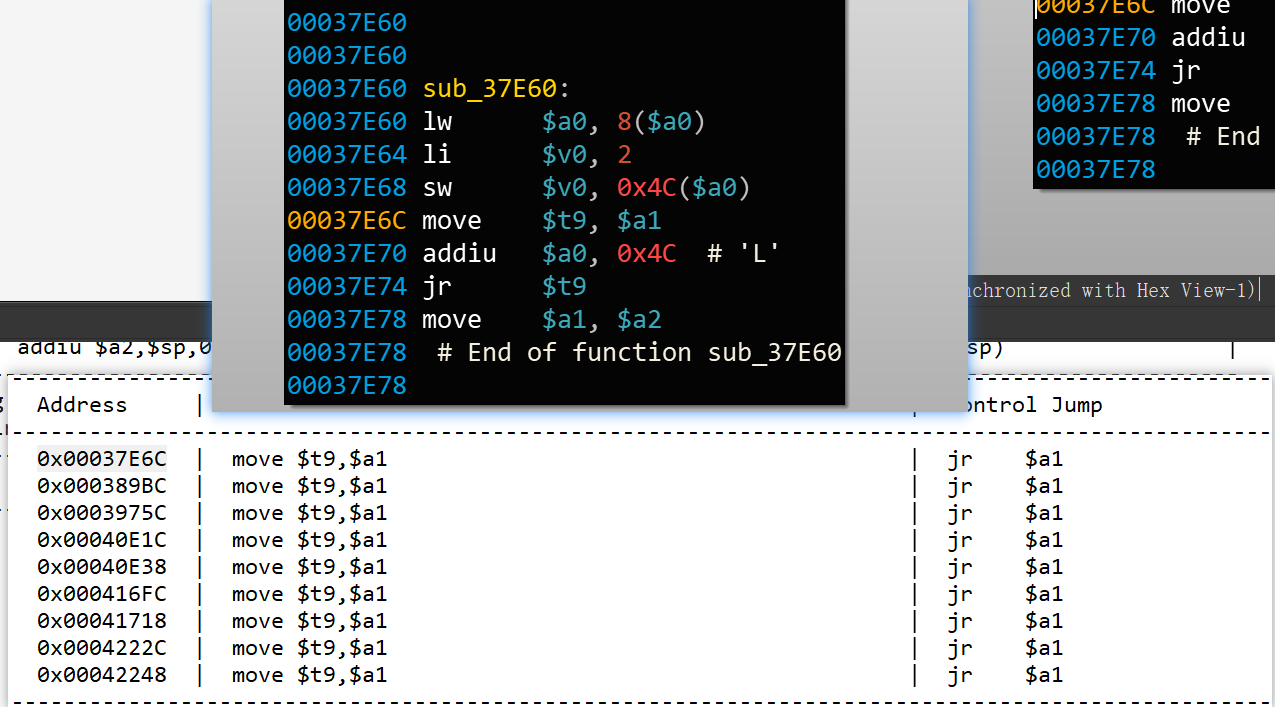 00037E60
00037E60
00037E60 sub_37E60:
00037E60 lw      $a0, 8($a0)
00037E64 li      $v0, 2
00037E68 sw      $v0, 0x4C($a0)
00037E6C move    $t9, $a1
00037E70 addiu   $a0, 0x4C  # 'L'
00037E74 jr      $t9
00037E78 move    $a1, $a2
00037E78  # End of function sub_37E60
00037E78
00037E6C move
00037E70 addiu
00037E74 jr
00037E78 move
00037E78  # End
00037E78
nchronized with Hex View-1)
addiu $a2,$sp,0
sp) |
Address | ontrol Jump
0x00037E6C | move $t9,$a1 | jr $a1
0x000389BC | move $t9,$a1 | jr $a1
0x0003975C | move $t9,$a1 | jr $a1
0x00040E1C | move $t9,$a1 | jr $a1
0x00040E38 | move $t9,$a1 | jr $a1
0x000416FC | move $t9,$a1 | jr $a1
0x00041718 | move $t9,$a1 | jr $a1
0x0004222C | move $t9,$a1 | jr $a1
0x00042248 | move $t9,$a1 | jr $a1